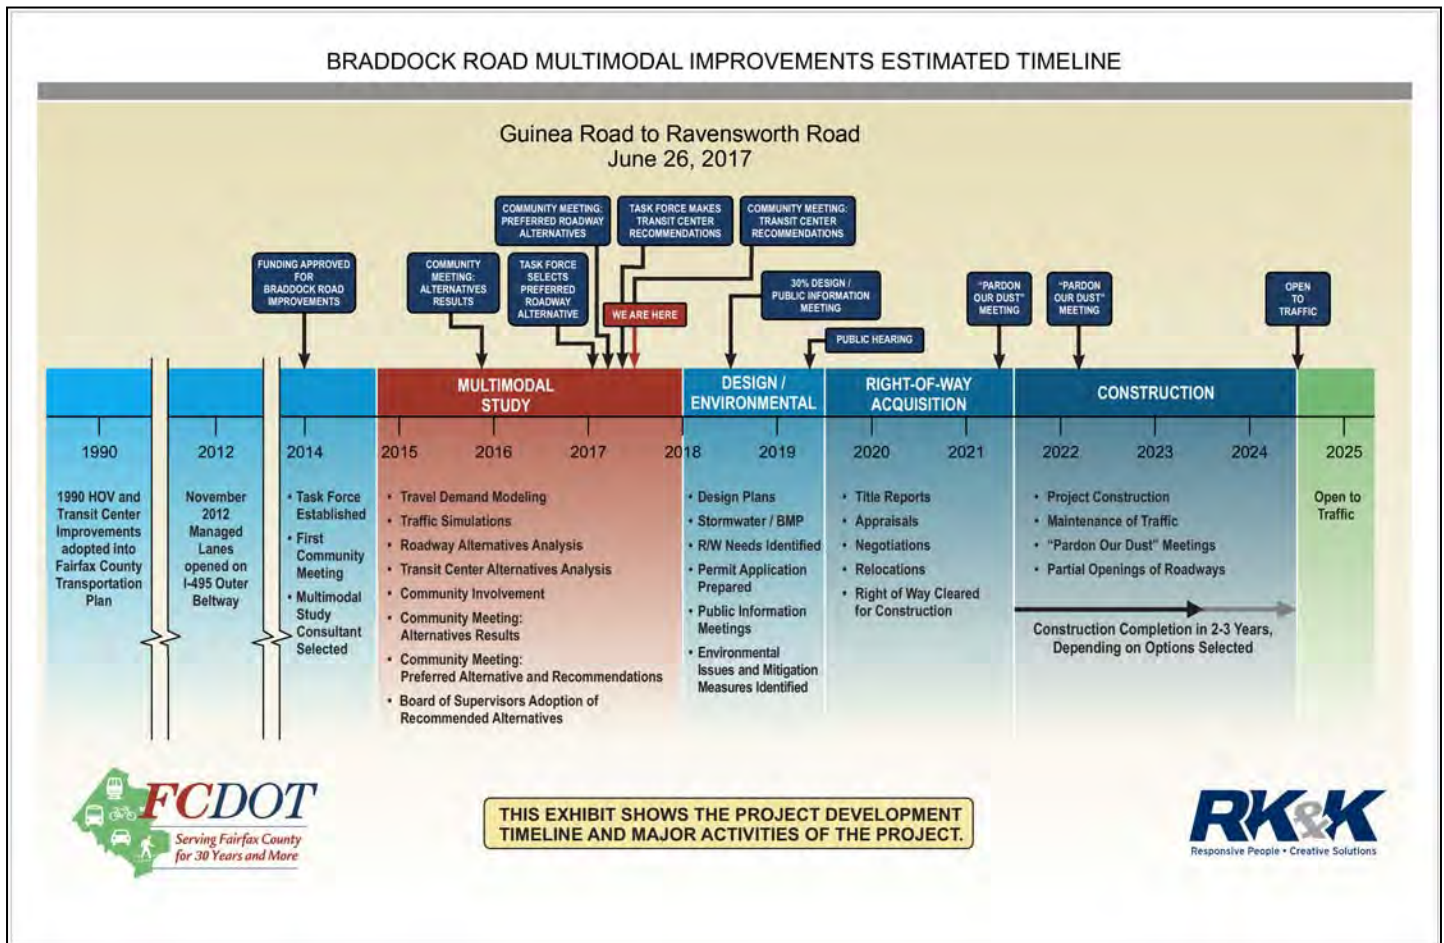 BRADDOCK ROAD MULTIMODAL IMPROVEMENTS ESTIMATED TIMELINE
Guinea Road to Ravensworth Road
June 26, 2017
FUNDING APPROVED
FOR
BRADDOCK ROAD
IMPROVEMENTS
COMMUNITY
MEETING:
ALTERNATIVES
RESULTS
COMMUNITY MEETING:
PREFERRED ROADWAY
ALTERNATIVES
TASK FORCE
SELECTS
PREFERRED
ROADWAY
ALTERNATIVE
TASK FORCE MAKES
TRANSIT CENTER
RECOMMENDATIONS
WE ARE HERE
COMMUNITY MEETING:
TRANSIT CENTER
RECOMMENDATIONS
30% DESIGN /
PUBLIC INFORMATION
MEETING
PUBLIC HEARING
"PARDON
OUR DUST"
MEETING
"PARDON
OUR DUST"
MEETING
OPEN
TO
TRAFFIC
MULTIMODAL
STUDY
DESIGN /
ENVIRONMENTAL
RIGHT-OF-WAY
ACQUISITION
CONSTRUCTION
1990
2012
2014
2015
2016
2017
2018
2019
2020
2021
2022
2023
2024
2025
1990 HOV and
Transit Center
Improvements
adopted into
Fairfax County
Transportation
Plan
November
2012
Managed
Lanes
opened on
I-495 Outer
Beltway
• Task Force
Established
• First
Community
Meeting
• Multimodal
Study
Consultant
Selected
• Travel Demand Modeling
• Traffic Simulations
• Roadway Alternatives Analysis
• Transit Center Alternatives Analysis
• Community Involvement
• Community Meeting:
Alternatives Results
• Community Meeting:
Preferred Alternative and Recommendations
• Board of Supervisors Adoption of
Recommended Alternatives
• Design Plans
• Stormwater / BMP
• R/W Needs Identified
• Permit Application
Prepared
• Public Information
Meetings
• Environmental
Issues and Mitigation
Measures Identified
• Title Reports
• Appraisals
• Negotiations
• Relocations
• Right of Way Cleared
for Construction
• Project Construction
• Maintenance of Traffic
• "Pardon Our Dust" Meetings
• Partial Openings of Roadways
Construction Completion in 2-3 Years,
Depending on Options Selected
Open to
Traffic
FCDOT
Serving Fairfax County
for 30 Years and More
THIS EXHIBIT SHOWS THE PROJECT DEVELOPMENT
TIMELINE AND MAJOR ACTIVITIES OF THE PROJECT.
RK&K
Responsive People • Creative Solutions